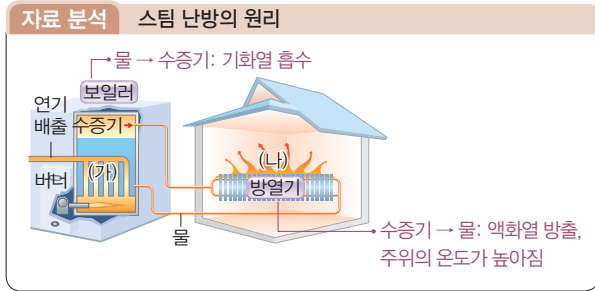 자료 분석 스팀 난방의 원리
물 → 수증기: 기화열 흡수
보일러
연기
배출
수증기
(가)
버너
물
(나)
방열기
수증기 → 물: 액화열 방출,
주위의 온도가 높아짐